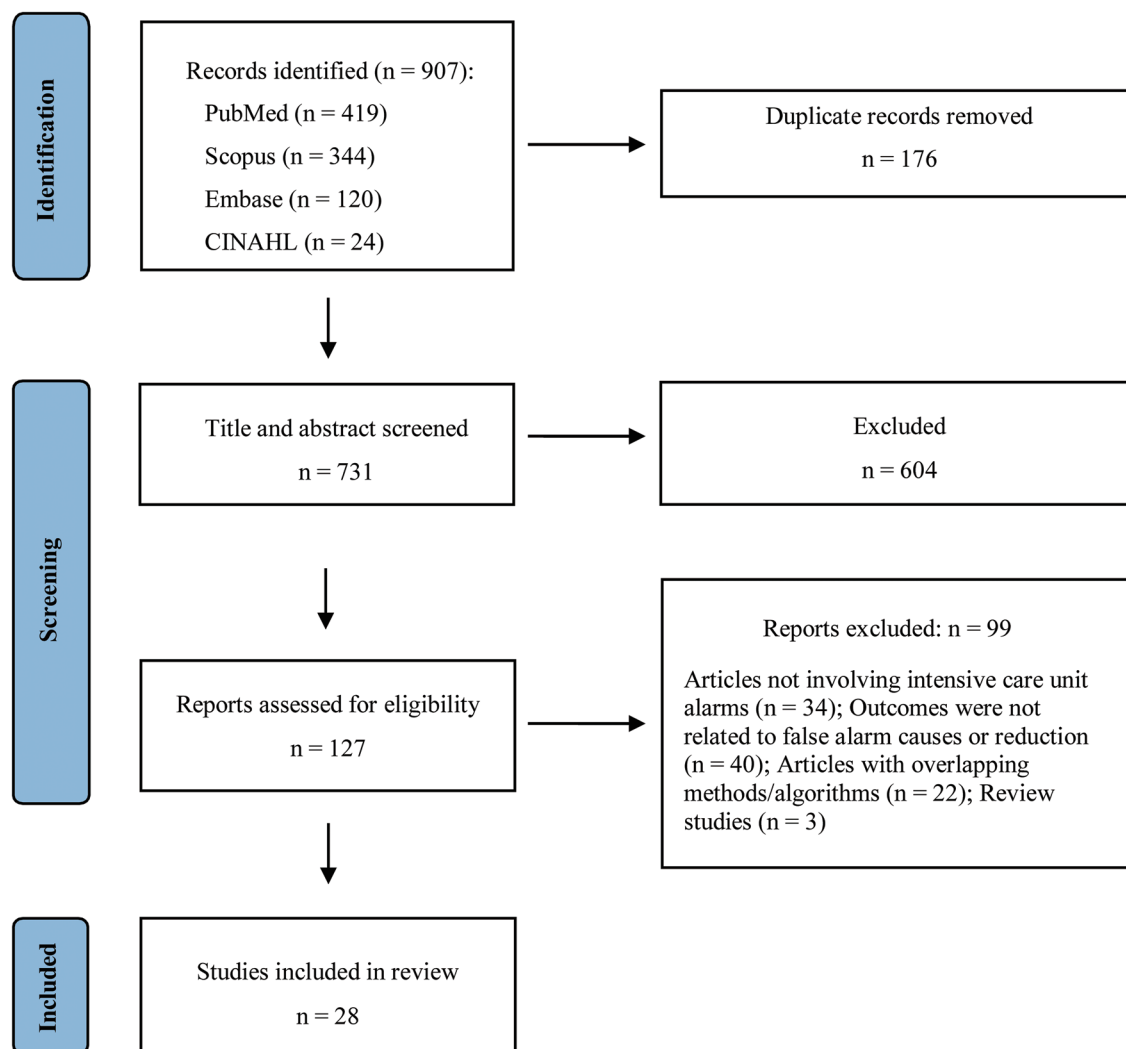 Identification
Records identified (n = 907):
PubMed (n = 419)
Scopus (n = 344)
Embase (n = 120)
CINAHL (n = 24)
Duplicate records removed
n = 176
Screening
Title and abstract screened
n = 731
Excluded
n = 604
Reports assessed for eligibility
n = 127
Reports excluded: n = 99
Articles not involving intensive care unit
alarms (n = 34); Outcomes were not
related to false alarm causes or reduction
(n = 40); Articles with overlapping
methods/algorithms (n = 22); Review
studies (n = 3)
Included
Studies included in review
n = 28